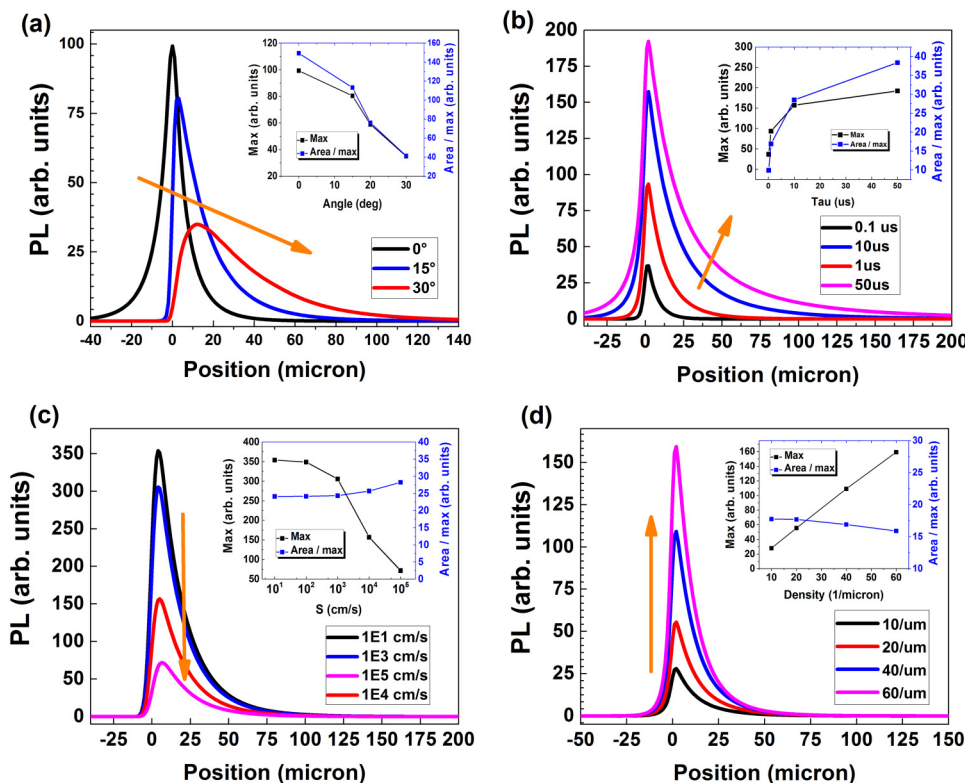 (a)
PL (arb. units)
100
75
50
25
0
-40 -20 0 20 40 60 80 100 120 140
Position (micron)
0°
15°
30°
Max (arb. units)
120
100
80
60
40
20
Area / max (arb. units)
160
150
140
130
120
110
100
90
80
70
60
50
40
30
20
0 10 20 30
Angle (deg)
Max
Area / max
(b)
PL (arb. units)
200
175
150
125
100
75
50
25
0
-25 0 25 50 75 100 125 150 175 200
Position (micron)
0.1 us
10us
1us
50us
Max (arb. units)
300
250
200
150
100
50
0
Area / max (arb. units)
40
35
30
25
20
15
10
0 10 20 30 40 50
Tau (us)
Max
Area / max
(c)
PL (arb. units)
350
300
250
200
150
100
50
0
-25 0 25 50 75 100 125 150 175 200
Position (micron)
1E1 cm/s
1E3 cm/s
1E5 cm/s
1E4 cm/s
Max (arb. units)
400
350
300
250
200
150
100
50
Area / max (arb. units)
40
35
30
25
20
15
10
5
0
10¹ 10² 10³ 10⁴ 10⁵
S (cm/s)
Max
Area / max
(d)
PL (arb. units)
150
125
100
75
50
25
0
-50 -25 0 25 50 75 100 125 150
Position (micron)
10/um
20/um
40/um
60/um
Max (arb. units)
160
140
120
100
80
60
40
20
0
Area / max (arb. units)
30
25
20
15
10
10 20 30 40 50 60
Density (1/micron)
Max
Area / max